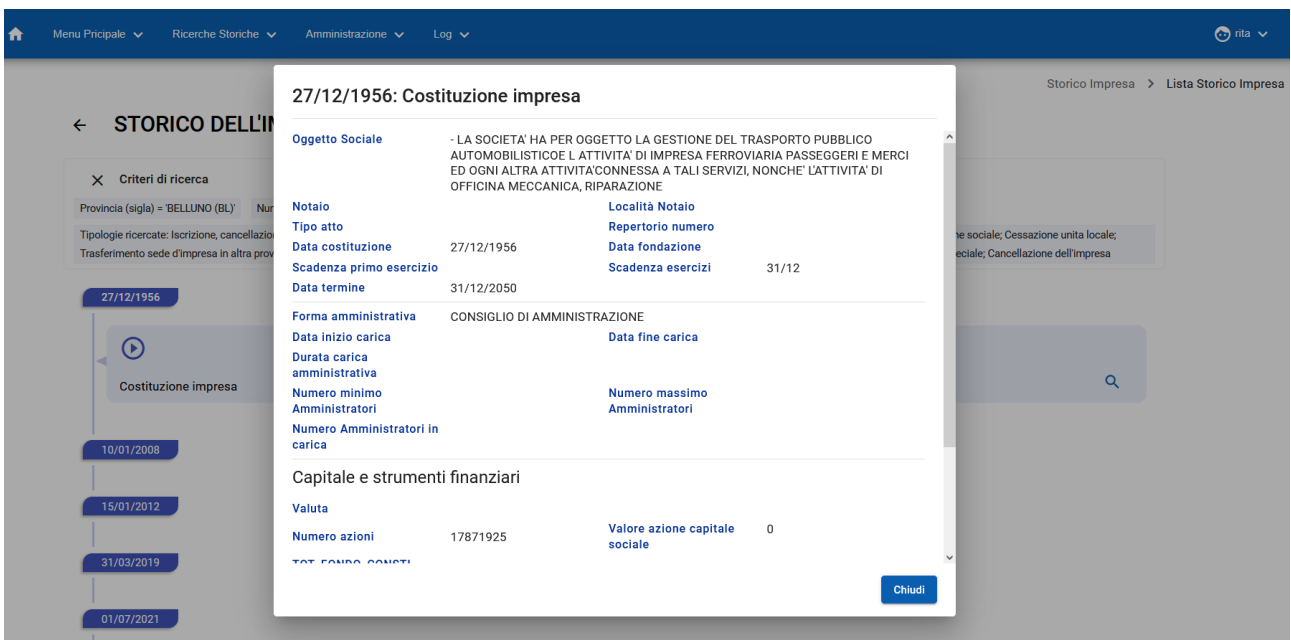 Menu Pricipale Ricerche Storiche Amministrazione Log rita
Storico Impresa > Lista Storico Impresa
STORICO DELL'I
Criteri di ricerca
Provincia (sigla) = 'BELLUNO (BL)' Nur
Tipologie ricercate: Iscrizione, cancellazio
ne sociale; Cessazione unita locale;
Trasferimento sede d'impresa in altra prov
eciale; Cancellazione dell'impresa
27/12/1956
Costituzione impresa
10/01/2008
15/01/2012
31/03/2019
01/07/2021
27/12/1956: Costituzione impresa
Oggetto Sociale - LA SOCIETA' HA PER OGGETTO LA GESTIONE DEL TRASPORTO PUBBLICO
AUTOMOBILISTICOE L ATTIVITA' DI IMPRESA FERROVIARIA PASSEGGERI E MERCI
ED OGNI ALTRA ATTIVITA'CONNESSA A TALI SERVIZI, NONCHE' L'ATTIVITA' DI
OFFICINA MECCANICA, RIPARAZIONE
Notaio Località Notaio
Tipo atto Repertorio numero
Data costituzione 27/12/1956 Data fondazione
Scadenza primo esercizio Scadenza esercizi 31/12
Data termine 31/12/2050
Forma amministrativa CONSIGLIO DI AMMINISTRAZIONE
Data inizio carica Data fine carica
Durata carica
amministrativa
Numero minimo Numero massimo
Amministratori Amministratori
Numero Amministratori in
carica
Capitale e strumenti finanziari
Valuta
Numero azioni 17871925 Valore azione capitale 0
sociale
TOT. FONDO. CONSTI
Chiudi